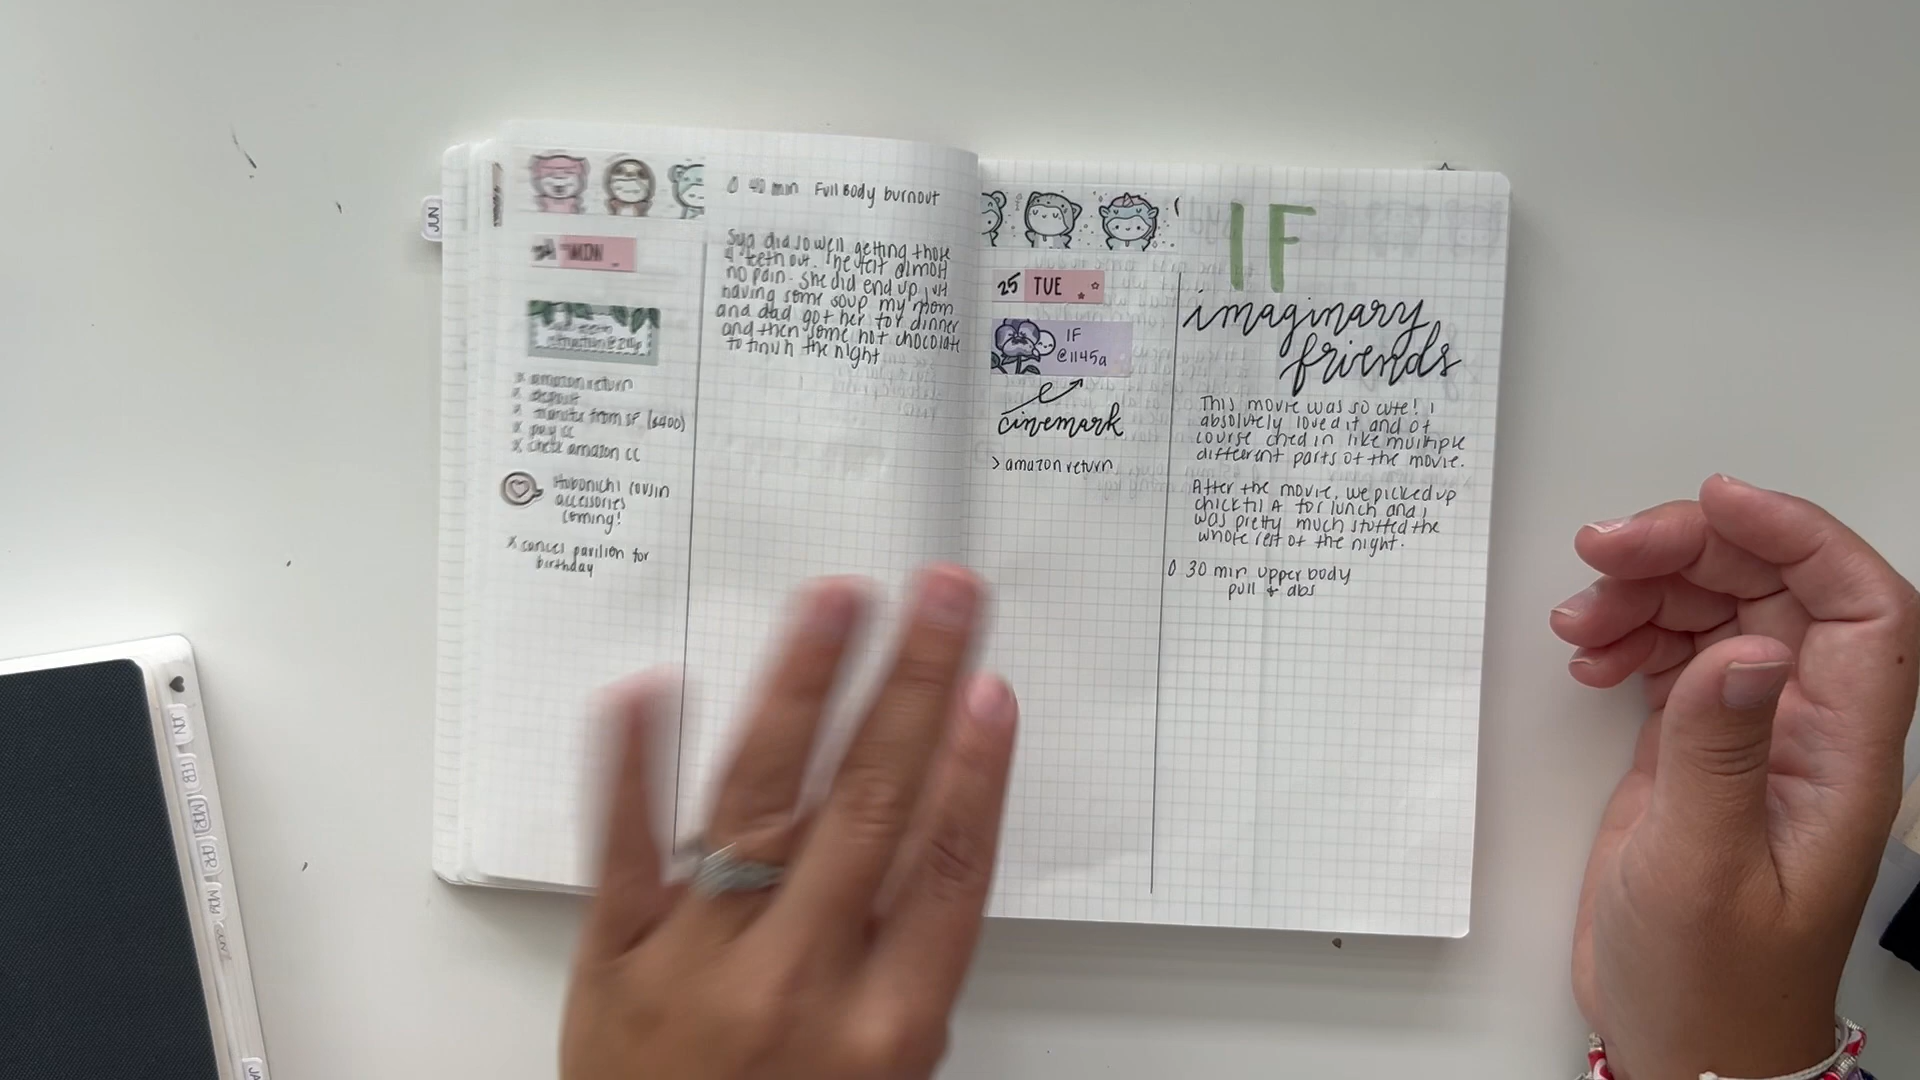 JUN
MON
x amazon return
x deposit
x transfer from SF ($400)
x pay cc
x check amazon cc
Hobonichi cousin
accessories
coming!
x cancel pavilion for
birthday
40 min Full Body burnout
Sya did so well getting those
4 teeth out. She felt almost
no pain. She did end up just
having some soup my mom
and dad got her for dinner
and then some hot chocolate
to finish the night
25 TUE
IF
@1145a
cinemark
> amazon return
IF
imaginary
friends
This movie was so cute! I
absolutely loved it and of
course cried in like multiple
different parts of the movie.
After the movie, we picked up
chickfil A for lunch and I
was pretty much stuffed the
whole rest of the night.
30 min upper body
pull & abs
JAN
FEB
MAR
APR
MAY
JUN
JA